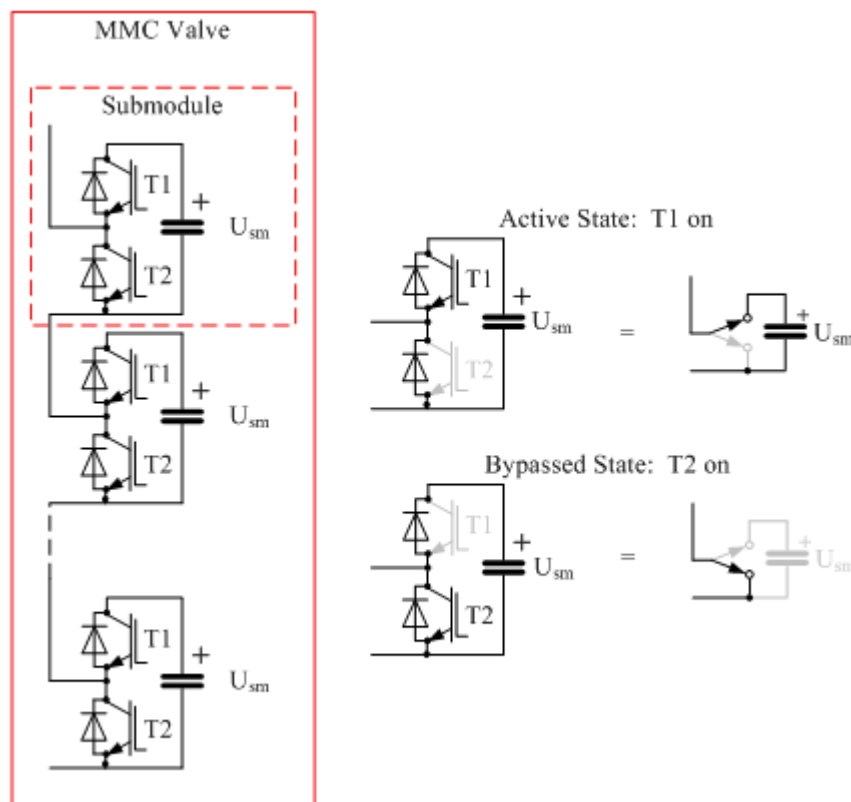 MMC Valve
Submodule
T1
+
Usm
T2
T1
+
Usm
T2
T1
+
Usm
T2
Active State: T1 on
T1
+
Usm
T2
=
+
Usm
Bypassed State: T2 on
T1
+
Usm
T2
=
+
Usm